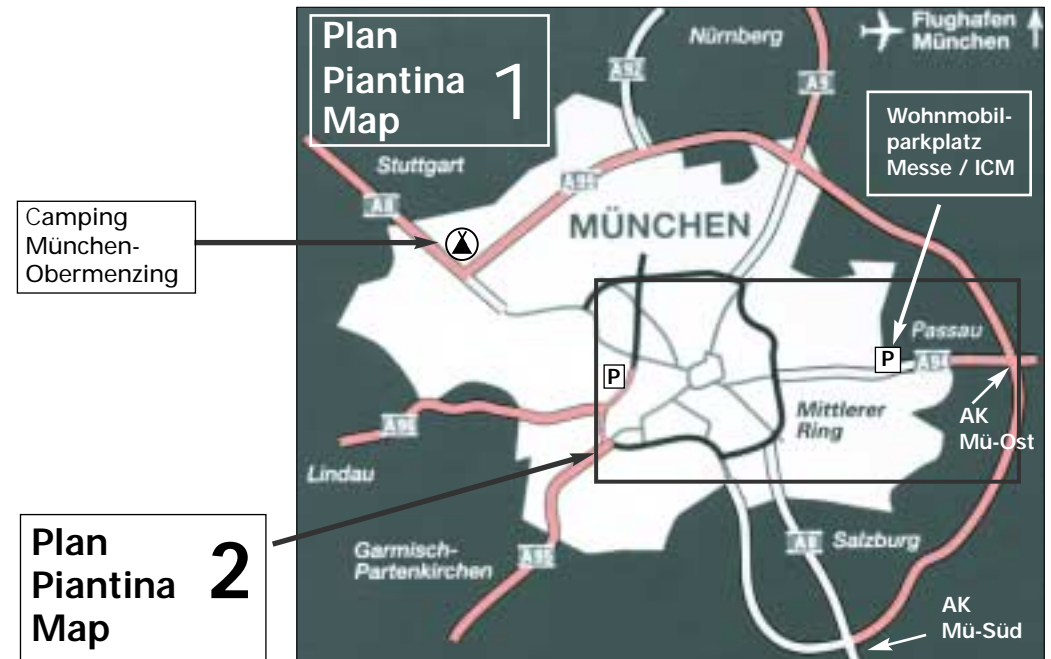 Plan
Piantina
Map
1
Nürnberg
Flughafen
München
A92
A9
Wohnmobil-
parkplatz
Messe / ICM
Stuttgart
A8
A99
Camping
München-
Obermenzing
MÜNCHEN
Passau
P
A94
P
Mittlerer
Ring
AK
Mü-Ost
A96
Lindau
Plan
Piantina
Map
2
Garmisch-
Partenkirchen
A95
A8
Salzburg
AK
Mü-Süd